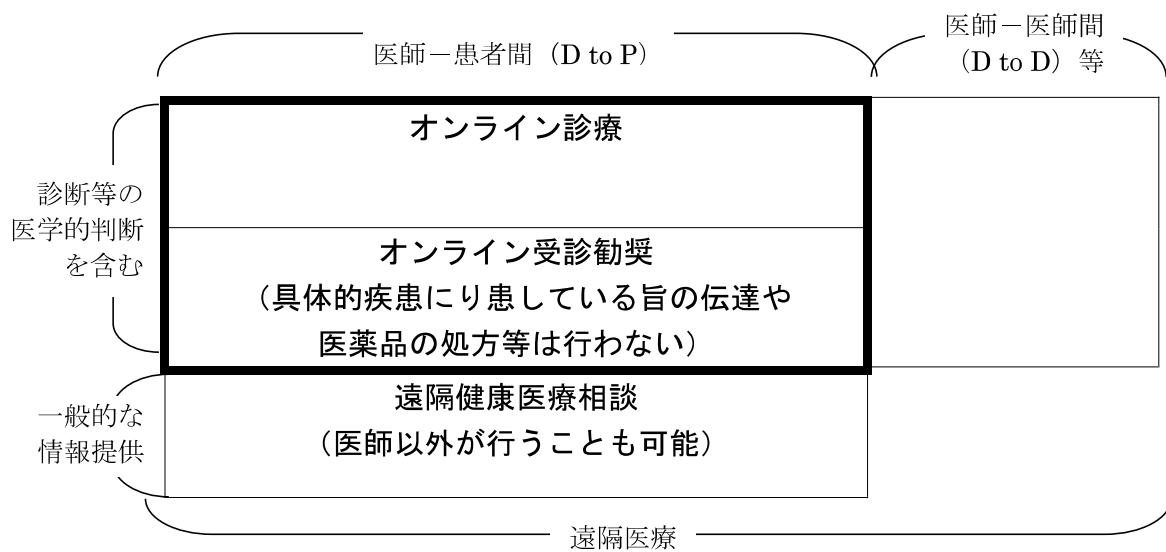 医師－患者間（D to P）
医師－医師間
（D to D）等
診断等の
医学的判断
を含む
オンライン診療
オンライン受診勧奨
（具体的疾患にり患している旨の伝達や
医薬品の処方等は行わない）
一般的な
情報提供
遠隔健康医療相談
（医師以外が行うことも可能）
遠隔医療